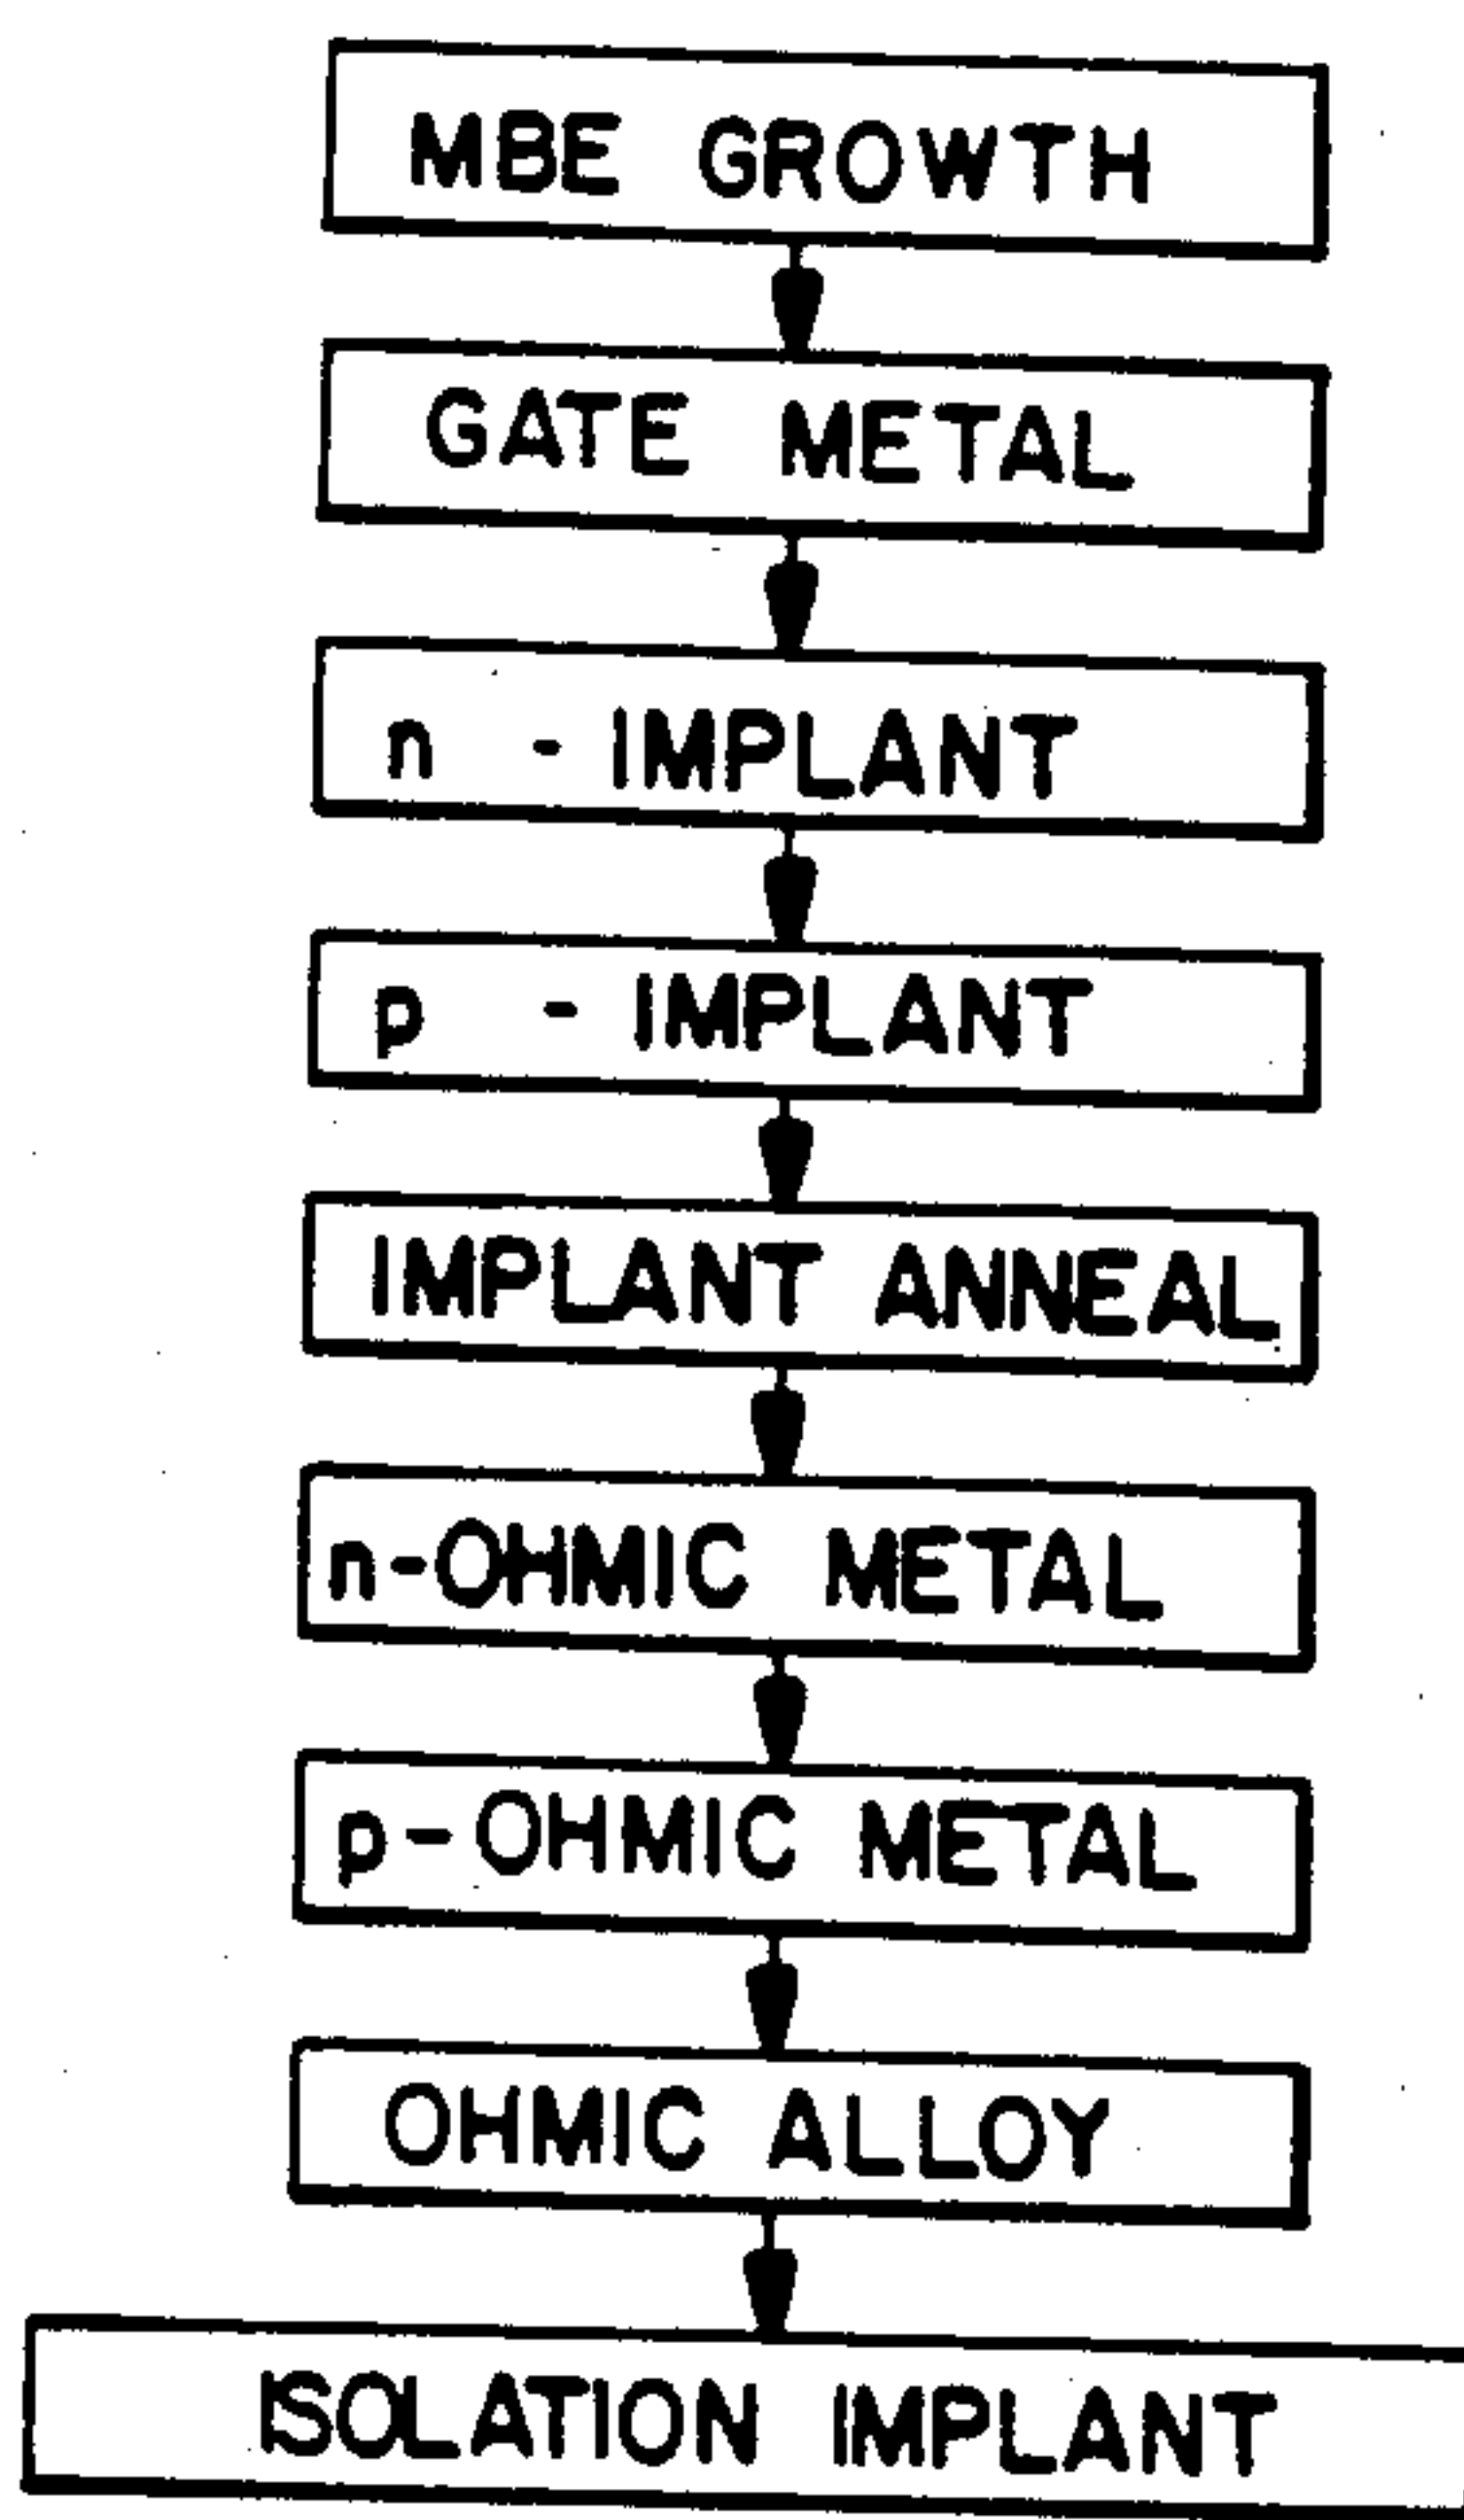 MBE GROWTH
GATE METAL
n - IMPLANT
p - IMPLANT
IMPLANT ANNEAL
n-OHMIC METAL
p-OHMIC METAL
OHMIC ALLOY
ISOLATION IMPLANT